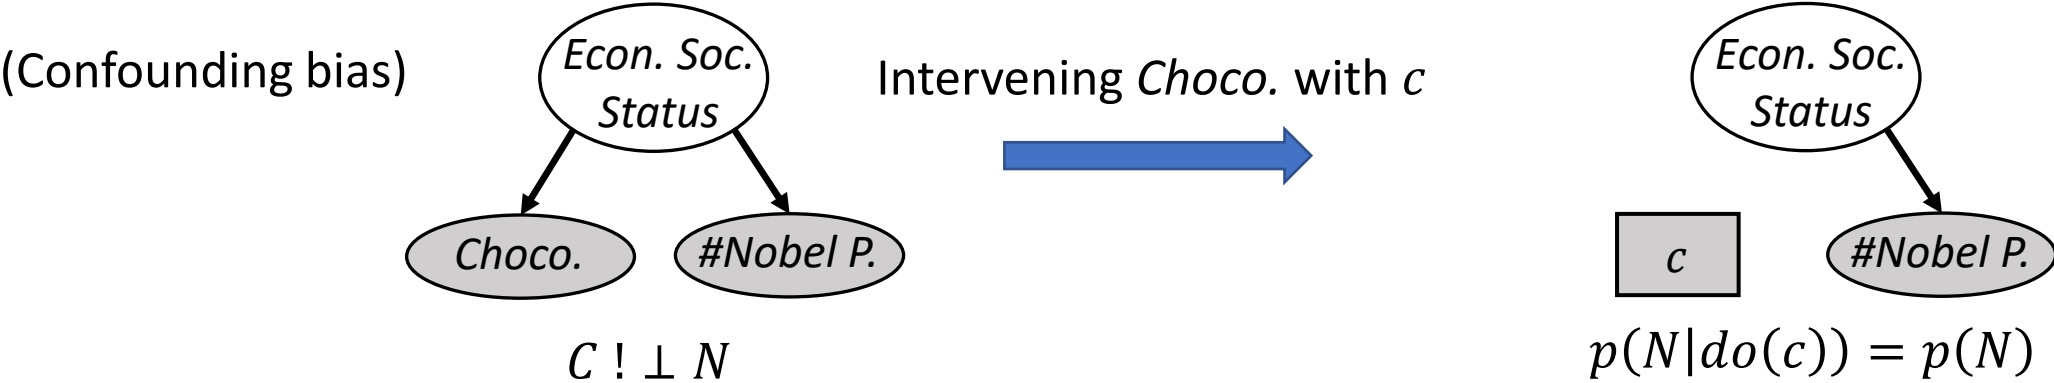 (Confounding bias)
Econ. Soc.
Status
Choco.
#Nobel P.
C ! ⊥ N
Intervening Choco. with c
Econ. Soc.
Status
c
#Nobel P.
p(N|do(c)) = p(N)